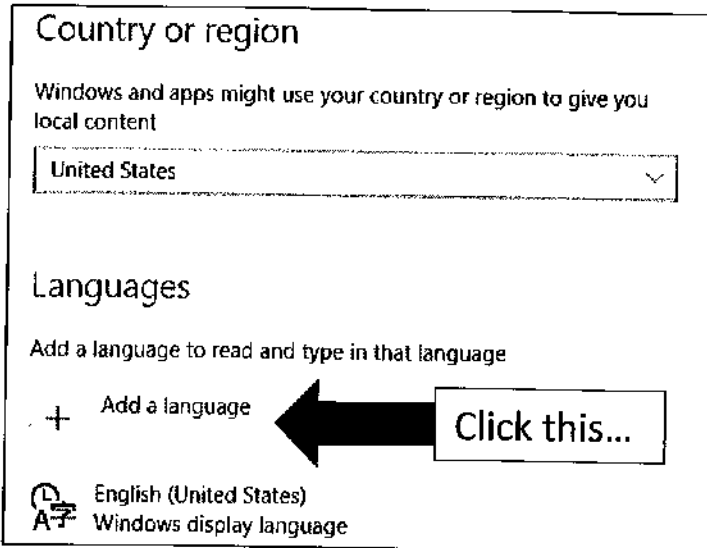 Country or region
Windows and apps might use your country or region to give you
local content
United States
Languages
Add a language to read and type in that language
+ Add a language
Click this...
A字 English (United States)
Windows display language